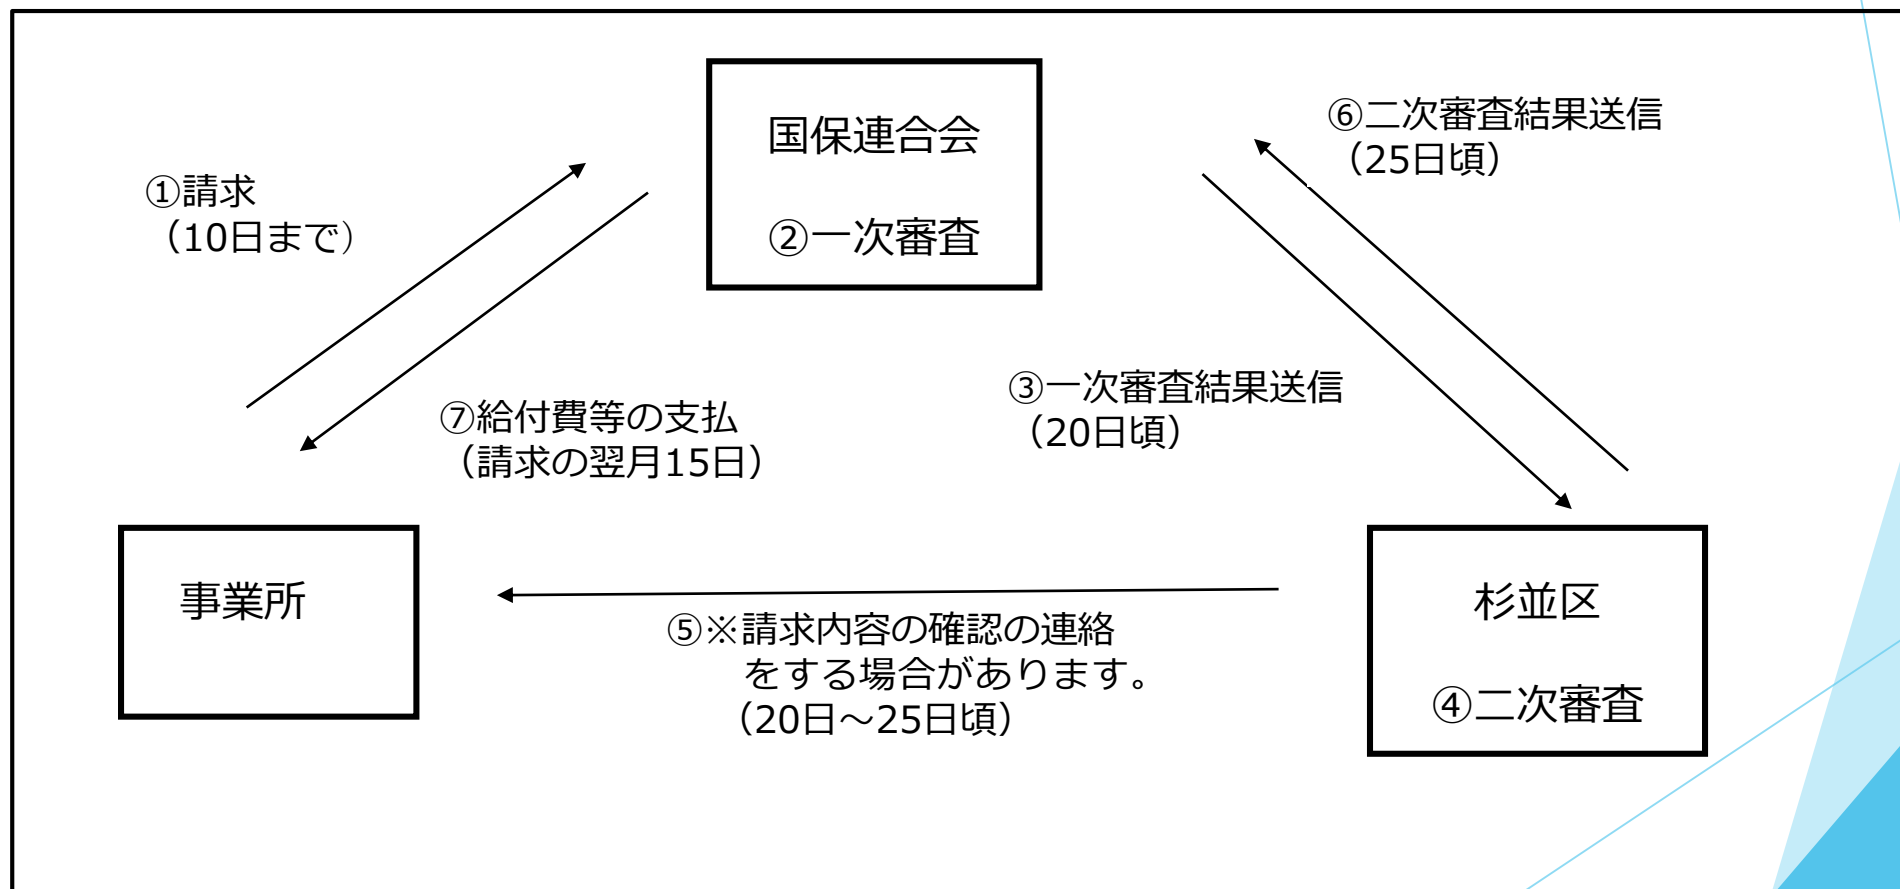 国保連合会
②一次審査
⑥二次審査結果送信
（25日頃）
①請求
（10日まで）
③一次審査結果送信
（20日頃）
⑦給付費等の支払
（請求の翌月15日）
事業所
⑤※請求内容の確認の連絡
をする場合があります。
（20日～25日頃）
杉並区
④二次審査